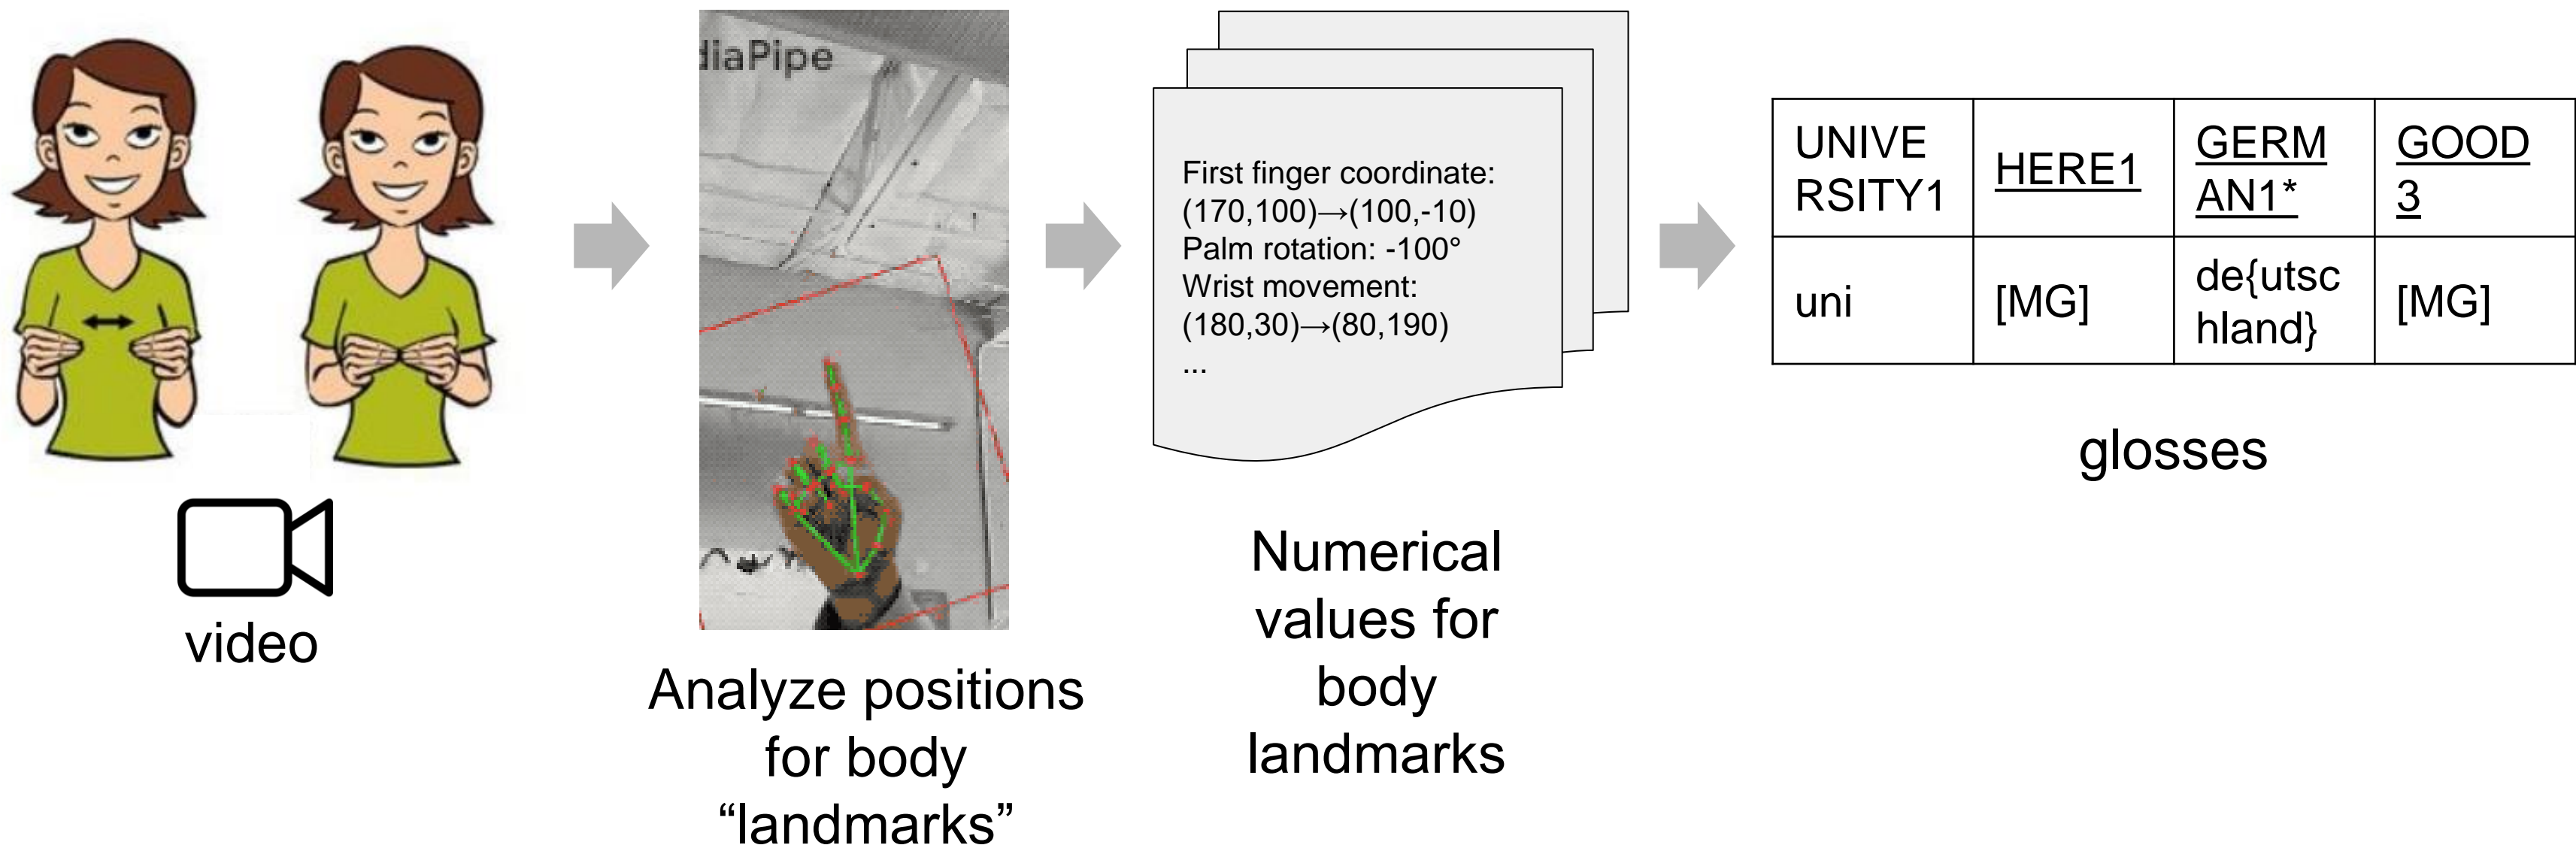 video
diaPipe
Analyze positions
for body
“landmarks”
First finger coordinate:
(170,100)→(100,-10)
Palm rotation: -100°
Wrist movement:
(180,30)→(80,190)
...
Numerical
values for
body
landmarks
UNIVE
RSITY1
HERE1
GERM
AN1*
GOOD
3
uni
[MG]
de{utsc
hland}
[MG]
glosses